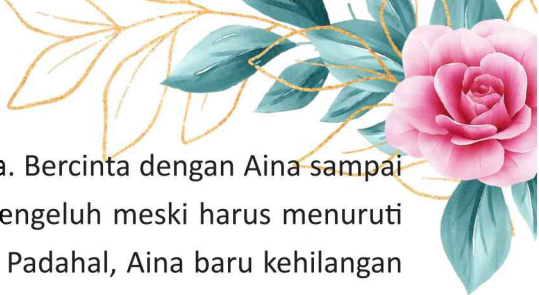 a. Bercinta dengan Aina sampai
engeluh meski harus menuruti
Padahal, Aina baru kehilangan